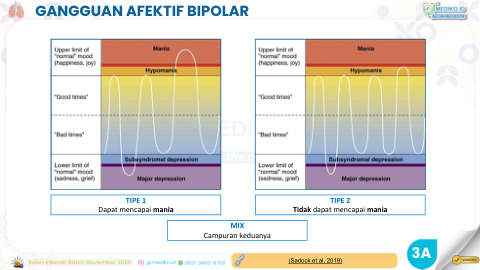 GANGGUAN AFEKTIF BIPOLAR
MEDIKO.ID
Upper limit of
"normal" mood
(happiness, joy)
Mania
Hypomania
"Good times"
"Bad times"
Lower limit of
"normal" mood
(sadness, grief)
Subsyndromal depression
Major depression
Upper limit of
"normal" mood
(happiness, joy)
Mania
Hypomania
"Good times"
"Bad times"
Lower limit of
"normal" mood
(sadness, grief)
Subsyndromal depression
Major depression
TIPE 1
Dapat mencapai mania
TIPE 2
Tidak dapat mencapai mania
MIX
Campuran keduanya
3A
(Sadock et al, 2019)